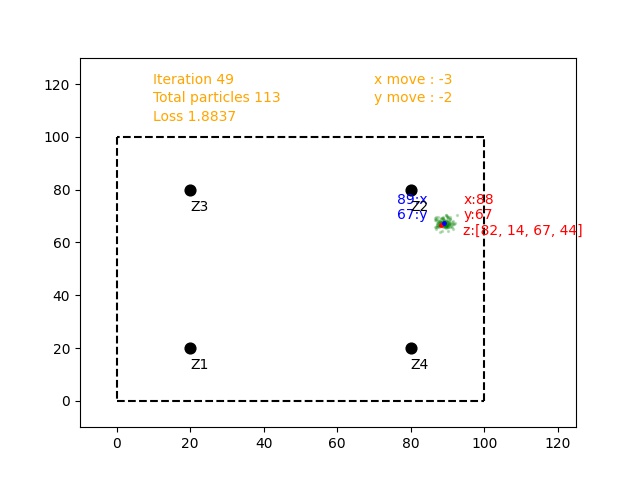 Iteration 49
x move : -3
Total particles 113
y move : -2
Loss 1.8837
120
100
80
60
40
20
0
Z3
Z2
89:x
67:y
x:88
y:67
z:[82, 14, 67, 44]
Z1
Z4
0
20
40
60
80
100
120